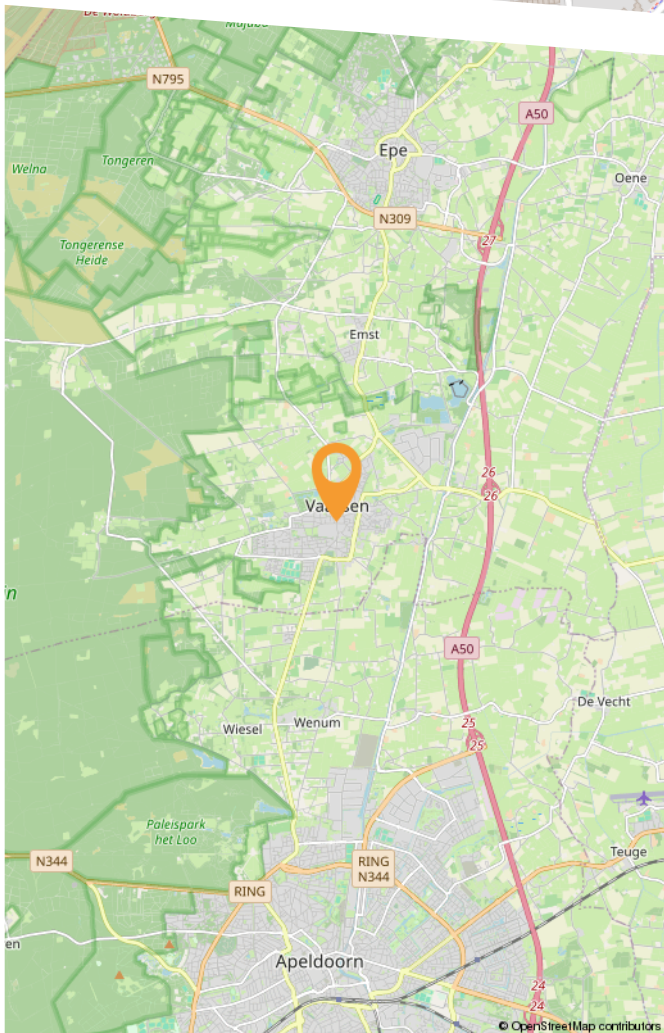 N795
A50
Epe
Welna
Tongeren
Oene
N309
27
Tongerense
Heide
Emst
26
26
A50
De Vecht
Wiesel
Wenum
25
25
Paleispark
het Loo
N344
RING
N344
Teuge
RING
en
Apeldoorn
24
24
© OpenStreetMap contributors